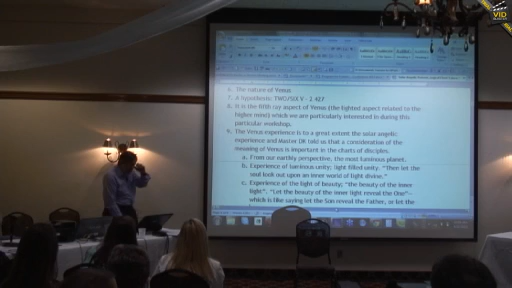 VID
6. The nature of Venus
7. A hypothesis: TWO/SIX V - 2 427
8. It is the fifth ray aspect of Venus (the lighted aspect related to the
higher mind) which we are particularly interested in during this
particular workshop.
9. The Venus experience is to a great extent the solar angelic
experience and Master DK told us that a consideration of the
meaning of Venus is important in the charts of disciples.
a. From our earthly perspective, the most luminous planet.
b. Experience of luminous unity; light filled unity. "Then let the
soul look out upon an inner world of light divine."
c. Experience of the light of beauty; "the beauty of the inner
light". "Let the beauty of the inner light reveal the One"—
which is like saying let the Son reveal the Father, or let the